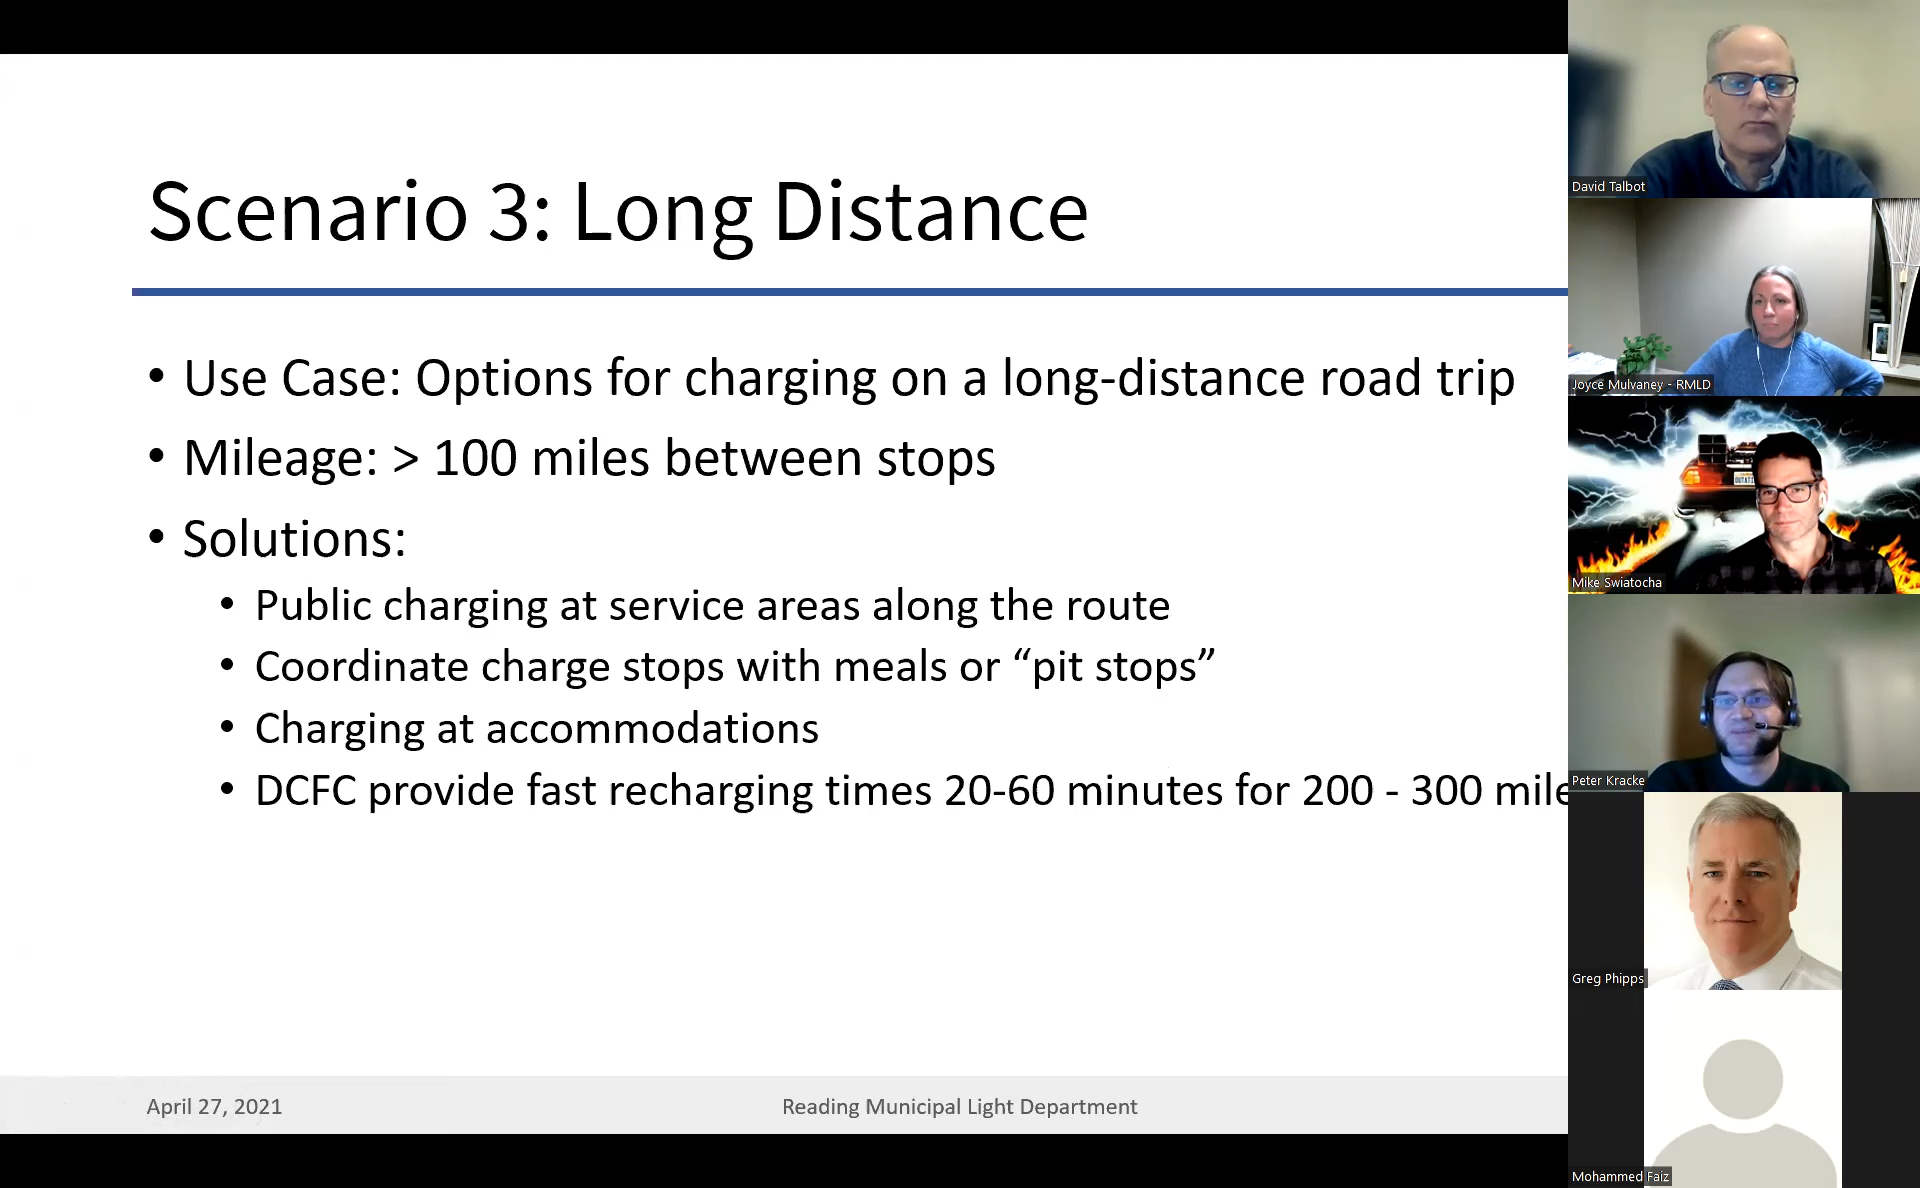 Scenario 3: Long Distance
• Use Case: Options for charging on a long-distance road trip
• Mileage: > 100 miles between stops
• Solutions:
• Public charging at service areas along the route
• Coordinate charge stops with meals or “pit stops”
• Charging at accommodations
• DCFC provide fast recharging times 20-60 minutes for 200 - 300 mile
April 27, 2021
Reading Municipal Light Department
David Talbot
Joyce Mulvaney - RMLD
Mike Swiatocha
Peter Kracke
Greg Phipps
Mohammed Faiz